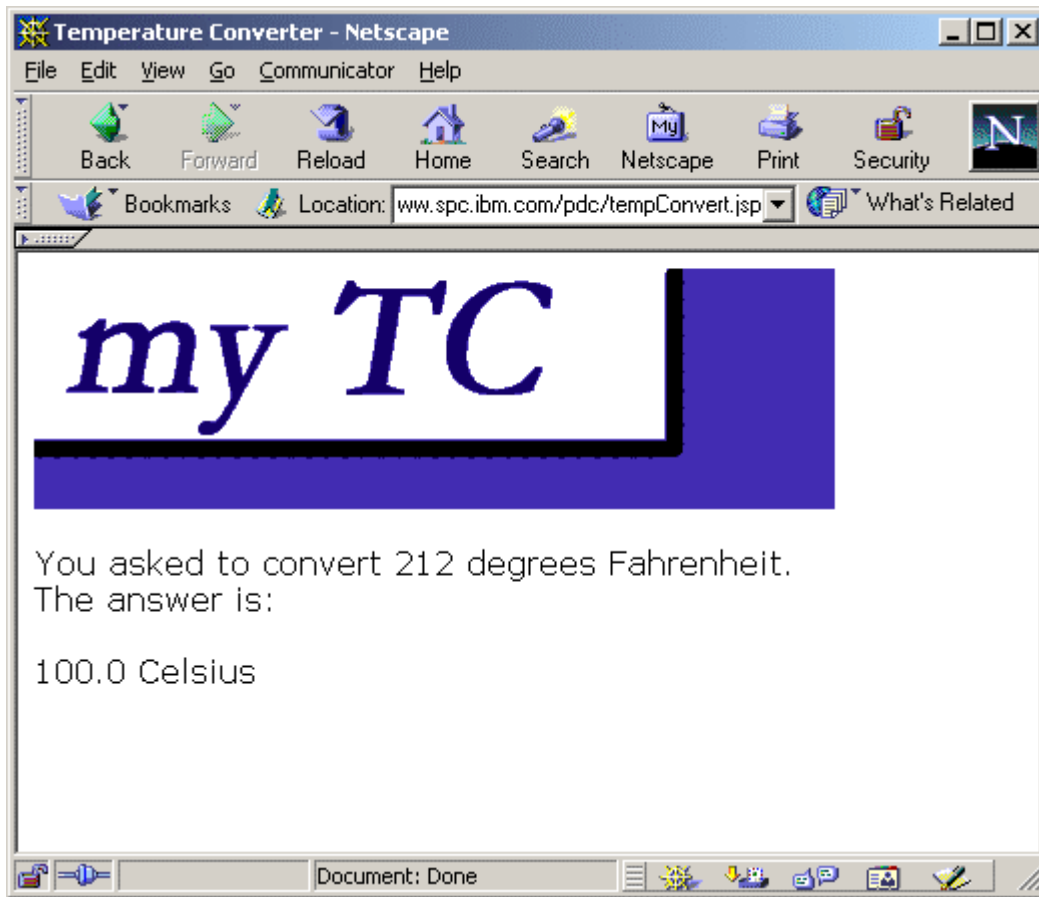 Temperature Converter - Netscape
File Edit View Go Communicator Help
Back Forward Reload Home Search My Netscape Print Security N
Bookmarks Location: ww.spc.ibm.com/pdc/tempConvert.jsp What's Related
my TC
You asked to convert 212 degrees Fahrenheit.
The answer is:
100.0 Celsius
Document: Done